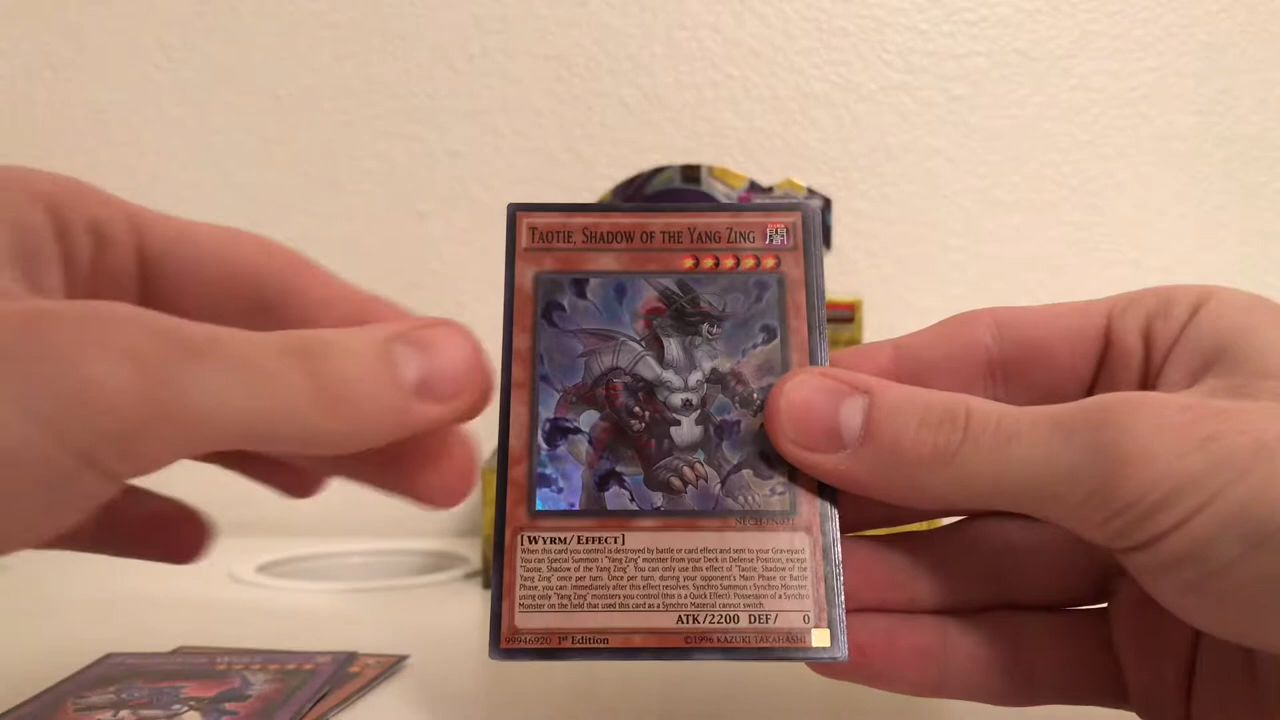 TAOTIE, SHADOW OF THE YANG ZING
DARK
闇
NECH-EN031
[WYRM/EFFECT]
When this card you control is destroyed by battle or card effect and sent to your Graveyard:
You can Special Summon 1 "Yang Zing" monster from your Deck in Defense Position, except
"Taotie, Shadow of the Yang Zing". You can only use this effect of "Taotie, Shadow of the
Yang Zing" once per turn. Once per turn, during your opponent's Main Phase or Battle
Phase, you can: Immediately after this effect resolves, Synchro Summon 1 Synchro Monster,
using only "Yang Zing" monsters you control (this is a Quick Effect). Possession of a Synchro
Monster on the field that used this card as a Synchro Material cannot switch.
ATK/2200 DEF/ 0
99946920 1st Edition ©1996 KAZUKI TAKAHASHI